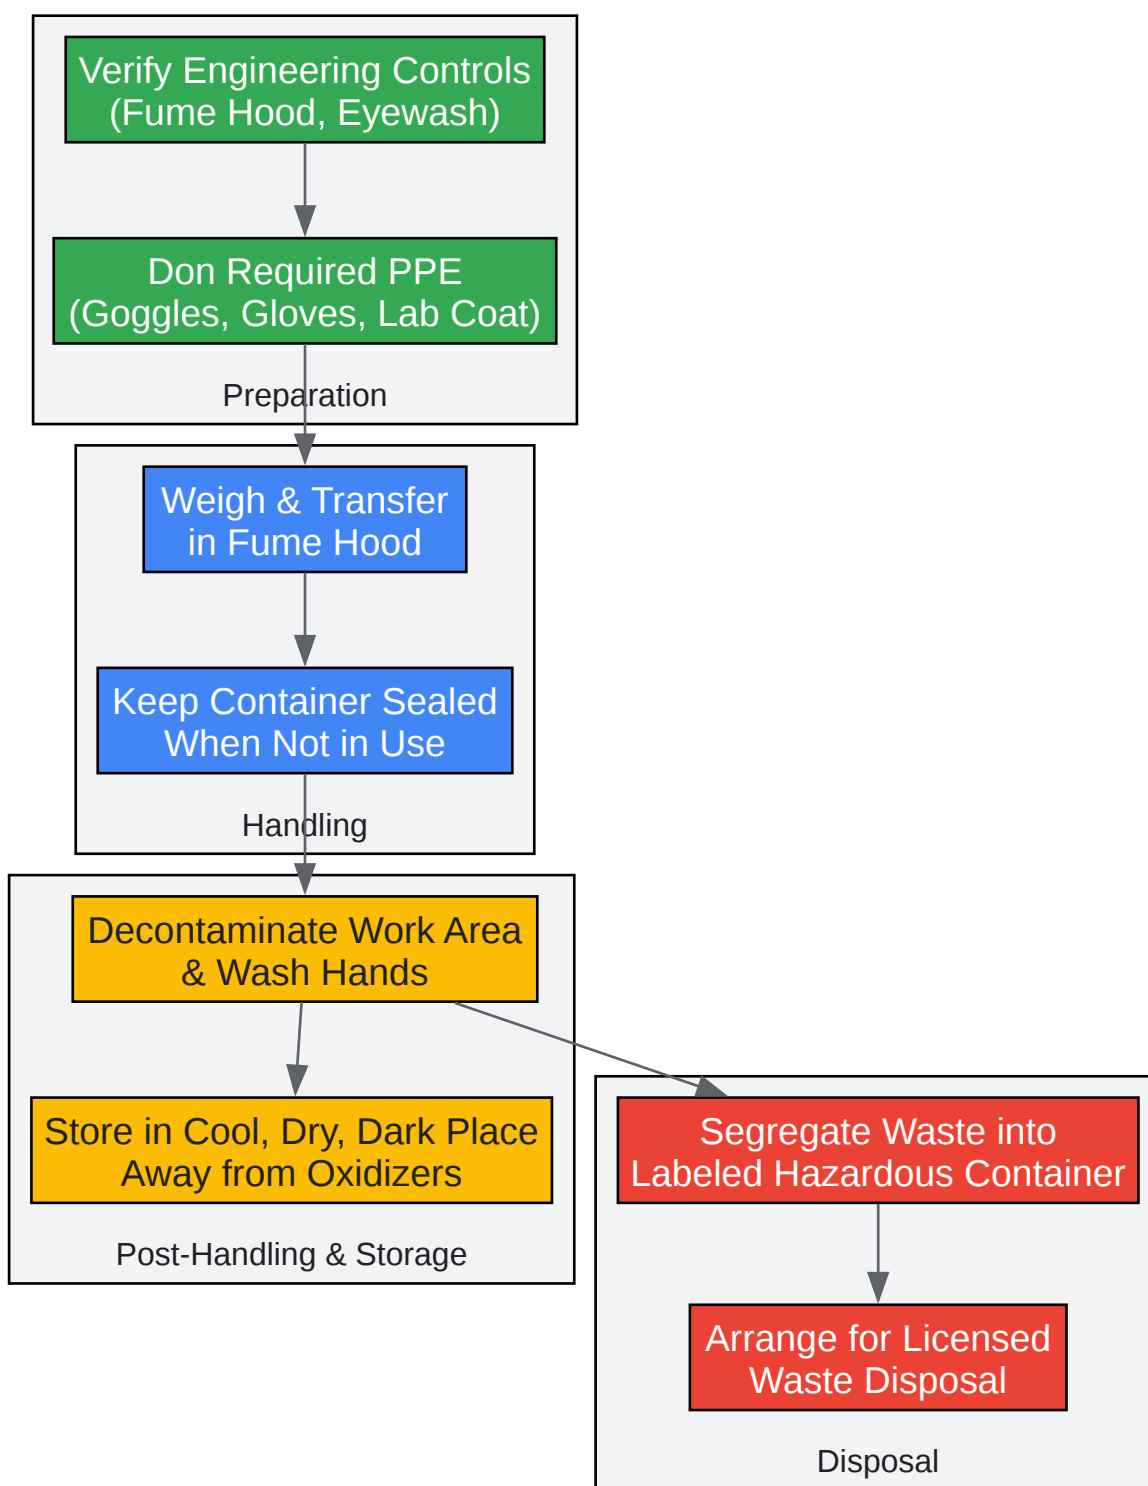 Verify Engineering Controls
(Fume Hood, Eyewash)
Don Required PPE
(Goggles, Gloves, Lab Coat)
Preparation
Weigh & Transfer
in Fume Hood
Keep Container Sealed
When Not in Use
Handling
Decontaminate Work Area
& Wash Hands
Store in Cool, Dry, Dark Place
Away from Oxidizers
Post-Handling & Storage
Segregate Waste into
Labeled Hazardous Container
Arrange for Licensed
Waste Disposal
Disposal